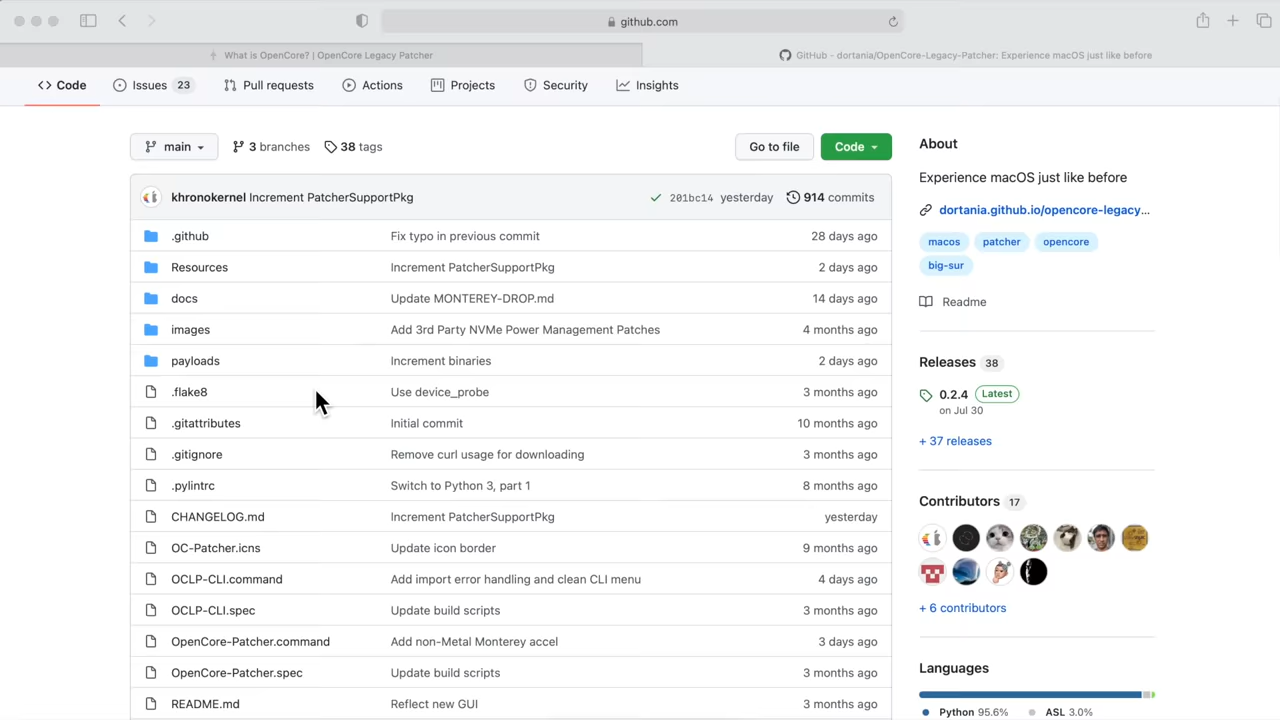 github.com
What is OpenCore? | OpenCore Legacy Patcher
GitHub - dortania/OpenCore-Legacy-Patcher: Experience macOS just like before
Code
Issues 23
Pull requests
Actions
Projects
Security
Insights
main
3 branches
38 tags
Go to file
Code
khronokernel Increment PatcherSupportPkg
201bc14 yesterday
914 commits
.github Fix typo in previous commit 28 days ago
Resources Increment PatcherSupportPkg 2 days ago
docs Update MONTEREY-DROP.md 14 days ago
images Add 3rd Party NVMe Power Management Patches 4 months ago
payloads Increment binaries 2 days ago
.flake8 Use device_probe 3 months ago
.gitattributes Initial commit 10 months ago
.gitignore Remove curl usage for downloading 3 months ago
.pylintrc Switch to Python 3, part 1 8 months ago
CHANGELOG.md Increment PatcherSupportPkg yesterday
OC-Patcher.icns Update icon border 9 months ago
OCLP-CLI.command Add import error handling and clean CLI menu 4 days ago
OCLP-CLI.spec Update build scripts 3 months ago
OpenCore-Patcher.command Add non-Metal Monterey accel 3 days ago
OpenCore-Patcher.spec Update build scripts 3 months ago
README.md Reflect new GUI 3 months ago
About
Experience macOS just like before
dortania.github.io/opencore-legacy...
macos patcher opencore
big-sur
Readme
Releases 38
0.2.4 Latest
on Jul 30
+ 37 releases
Contributors 17
+ 6 contributors
Languages
Python 95.6% ASL 3.0%